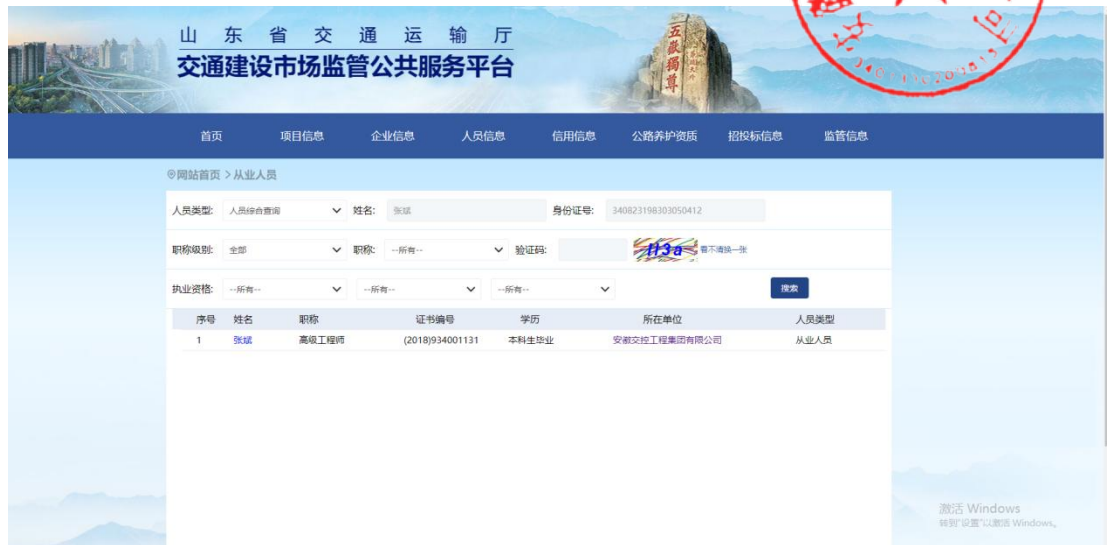 山东省交通运输厅
交通建设市场监管公共服务平台
五嶽獨尊
首页 项目信息 企业信息 人员信息 信用信息 公路养护资质 招投标信息 监管信息
网站首页 > 从业人员
人员类型: 人员综合查询 姓名: 张斌 身份证号: 340823198303050412
职称级别: 全部 职称: --所有-- 验证码: 看不清换一张
执业资格: --所有-- --所有-- --所有-- 搜索
序号 姓名 职称 证书编号 学历 所在单位 人员类型
1 张斌 高级工程师 (2018)934001131 本科生毕业 安徽交控工程集团有限公司 从业人员
激活 Windows
转到"设置"以激活 Windows。